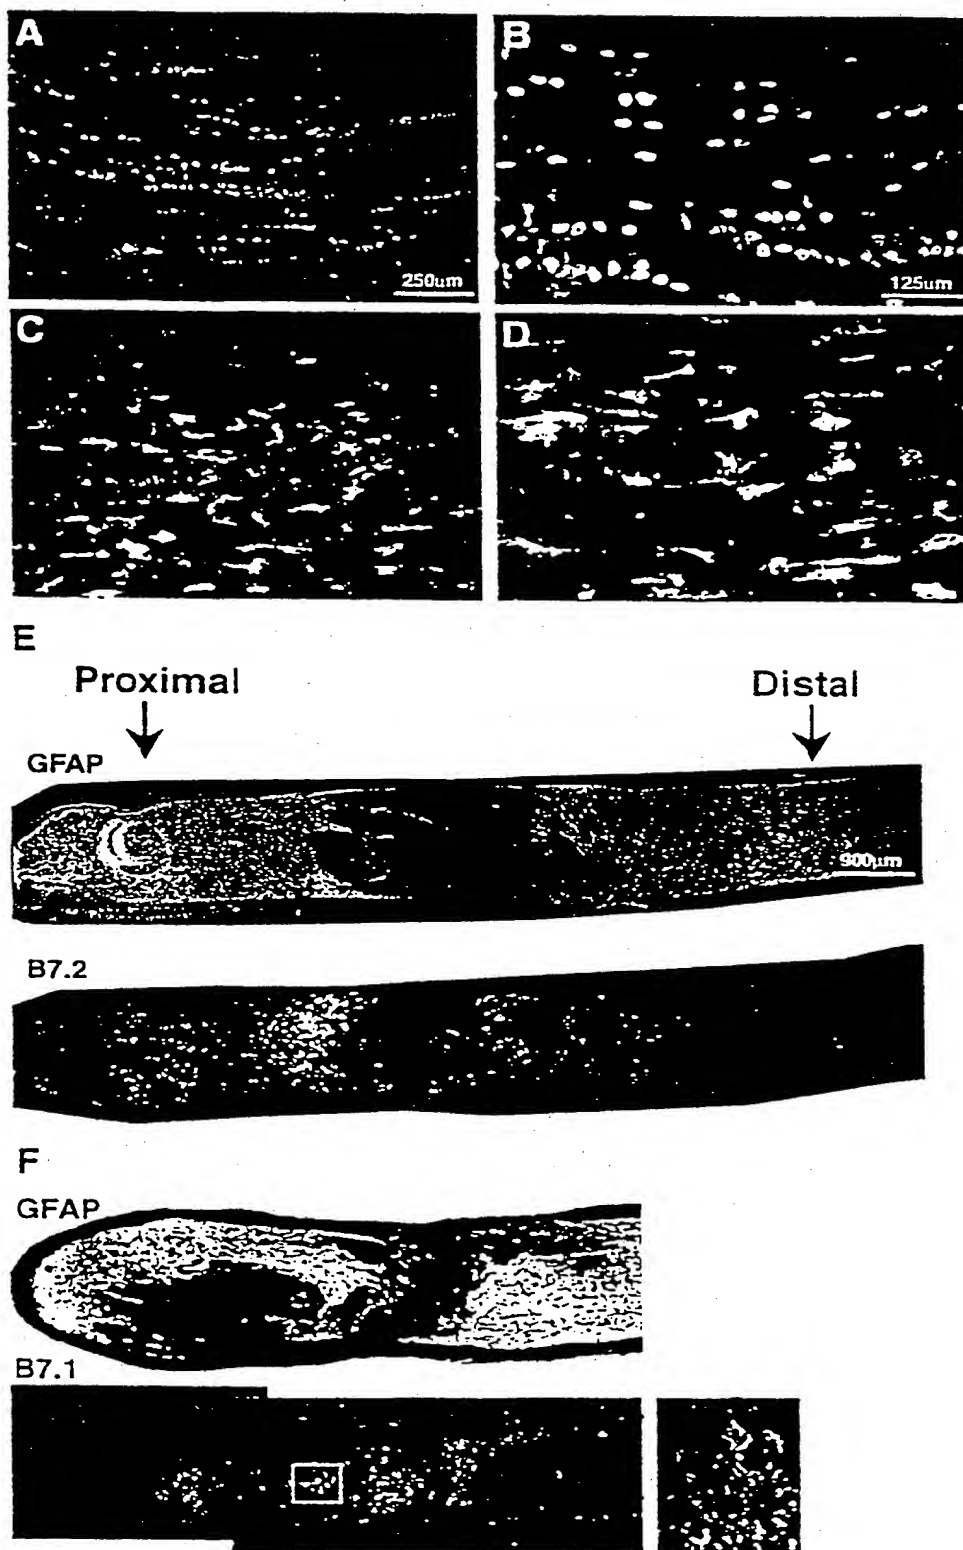 A
B
250um
125um
C
D
E
Proximal
Distal
GFAP
900µm
B7.2
F
GFAP
B7.1